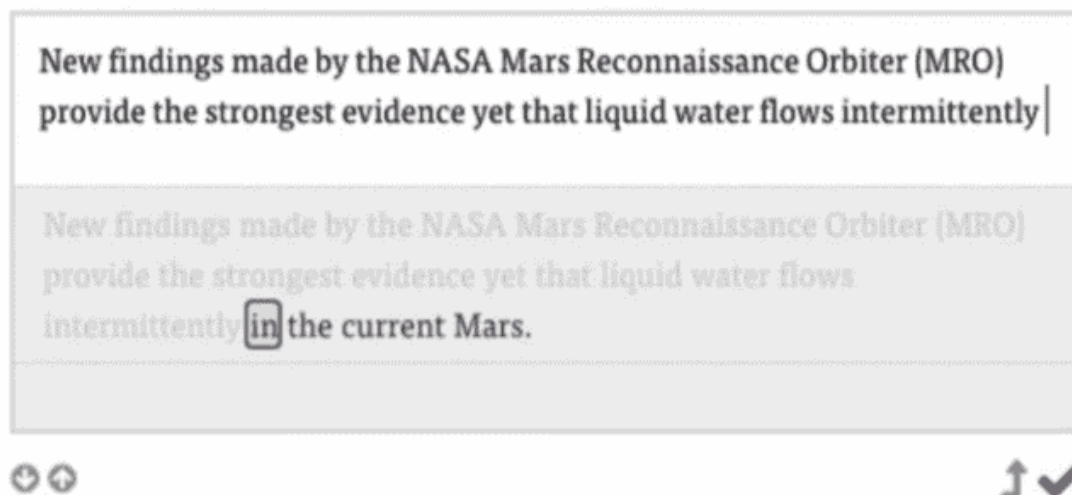 New findings made by the NASA Mars Reconnaissance Orbiter (MRO)
provide the strongest evidence yet that liquid water flows intermittently
New findings made by the NASA Mars Reconnaissance Orbiter (MRO)
provide the strongest evidence yet that liquid water flows
intermittently in the current Mars.